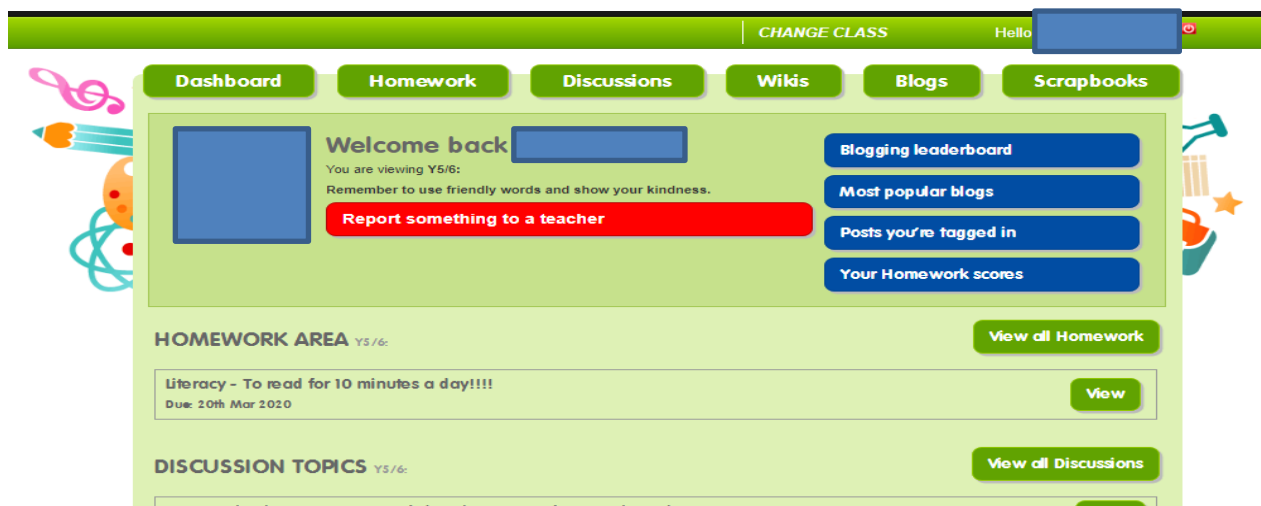 CHANGE CLASS Hello
Dashboard Homework Discussions Wikis Blogs Scrapbooks
Welcome back
You are viewing Y5/6:
Remember to use friendly words and show your kindness.
Report something to a teacher
Blogging leaderboard
Most popular blogs
Posts you're tagged in
Your Homework scores
HOMEWORK AREA Y5/6:
View all Homework
Literacy - To read for 10 minutes a day!!!!
Due: 20th Mar 2020
View
DISCUSSION TOPICS Y5/6:
View all Discussions